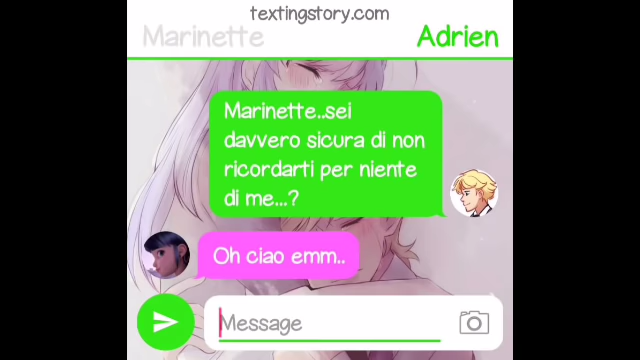 textingstory.com
Marinette
Adrien
Marinette..sei
davvero sicura di non
ricordarti per niente
di me...?
Oh ciao emm..
Message